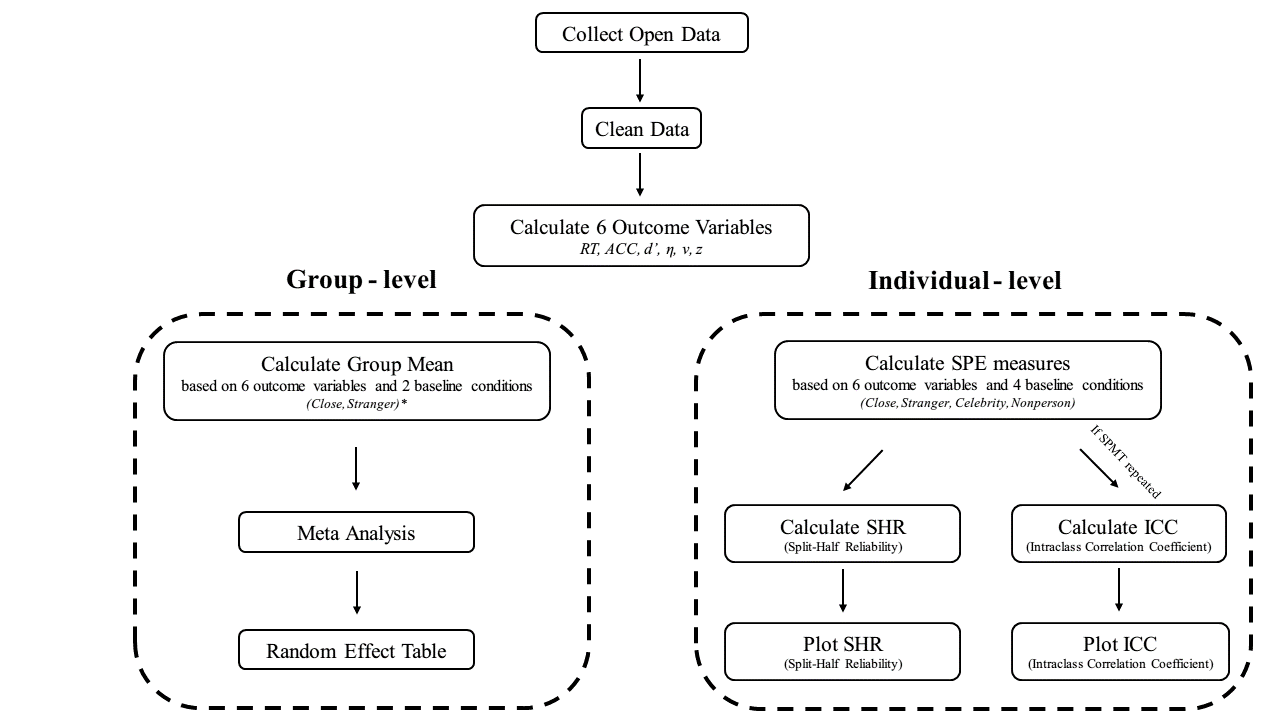 Collect Open Data
Clean Data
Calculate 6 Outcome Variables
RT, ACC, d’, η, v, z
Group - level
Calculate Group Mean
based on 6 outcome variables and 2 baseline conditions
(Close, Stranger)*
Meta Analysis
Random Effect Table
Individual - level
Calculate SPE measures
based on 6 outcome variables and 4 baseline conditions
(Close, Stranger, Celebrity, Nonperson)
If SPMT repeated
Calculate SHR
(Split-Half Reliability)
Calculate ICC
(Intraclass Correlation Coefficient)
Plot SHR
(Split-Half Reliability)
Plot ICC
(Intraclass Correlation Coefficient)